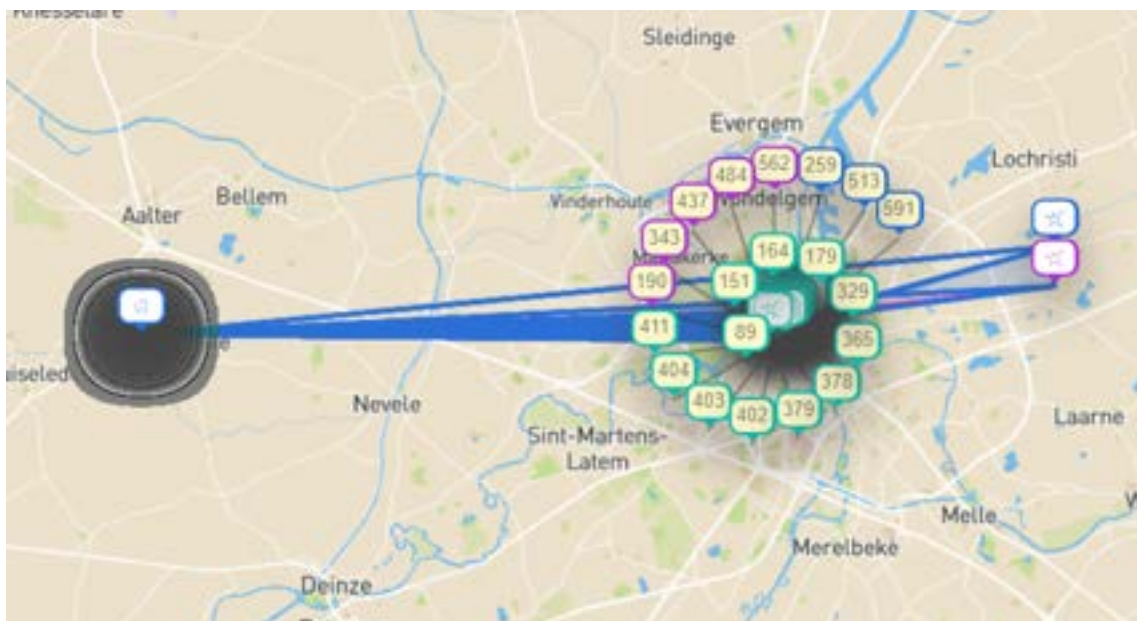 Sleidinge
Evergem
562
259
484
513
Lochristi
Bellem
437
Vinderhoute
Wondelgem
591
Aalter
343
164
179
190
151
329
411
89
365
404
378
Nevele
403
402
379
Laarne
Sint-Martens-
Latem
Melle
Merelbeke
Deinze